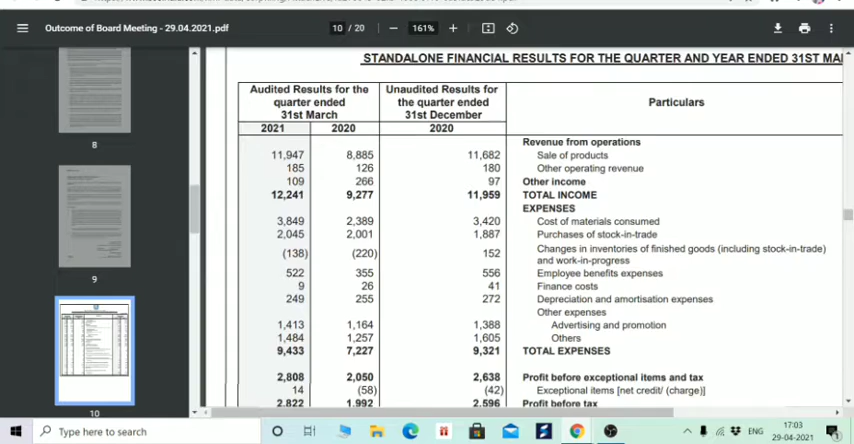 Outcome of Board Meeting - 29.04.2021.pdf
10 / 20
161%
8
9
10
STANDALONE FINANCIAL RESULTS FOR THE QUARTER AND YEAR ENDED 31ST MA
Audited Results for the quarter ended 31st March
Unaudited Results for the quarter ended 31st December
Particulars
2021 2020 2020
Revenue from operations
11,947 8,885 11,682 Sale of products
185 126 180 Other operating revenue
109 266 97 Other income
12,241 9,277 11,959 TOTAL INCOME
EXPENSES
3,849 2,389 3,420 Cost of materials consumed
2,045 2,001 1,887 Purchases of stock-in-trade
(138) (220) 152 Changes in inventories of finished goods (including stock-in-trade)
and work-in-progress
522 355 556 Employee benefits expenses
9 26 41 Finance costs
249 255 272 Depreciation and amortisation expenses
Other expenses
1,413 1,164 1,388 Advertising and promotion
1,484 1,257 1,605 Others
9,433 7,227 9,321 TOTAL EXPENSES
2,808 2,050 2,638 Profit before exceptional items and tax
14 (58) (42) Exceptional items [net credit/ (charge)]
2,822 1,992 2,596 Profit before tax
Type here to search
ENG
17:03
29-04-2021